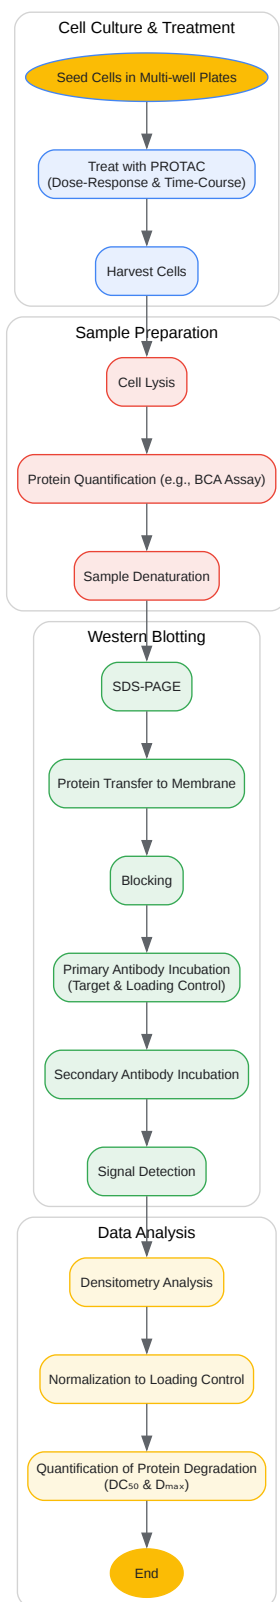 Cell Culture & Treatment
Seed Cells in Multi-well Plates
Treat with PROTAC
(Dose-Response & Time-Course)
Harvest Cells
Sample Preparation
Cell Lysis
Protein Quantification (e.g., BCA Assay)
Sample Denaturation
Western Blotting
SDS-PAGE
Protein Transfer to Membrane
Blocking
Primary Antibody Incubation
(Target & Loading Control)
Secondary Antibody Incubation
Signal Detection
Data Analysis
Densitometry Analysis
Normalization to Loading Control
Quantification of Protein Degradation
(DC₅₀ & Dₘₐₓ)
End